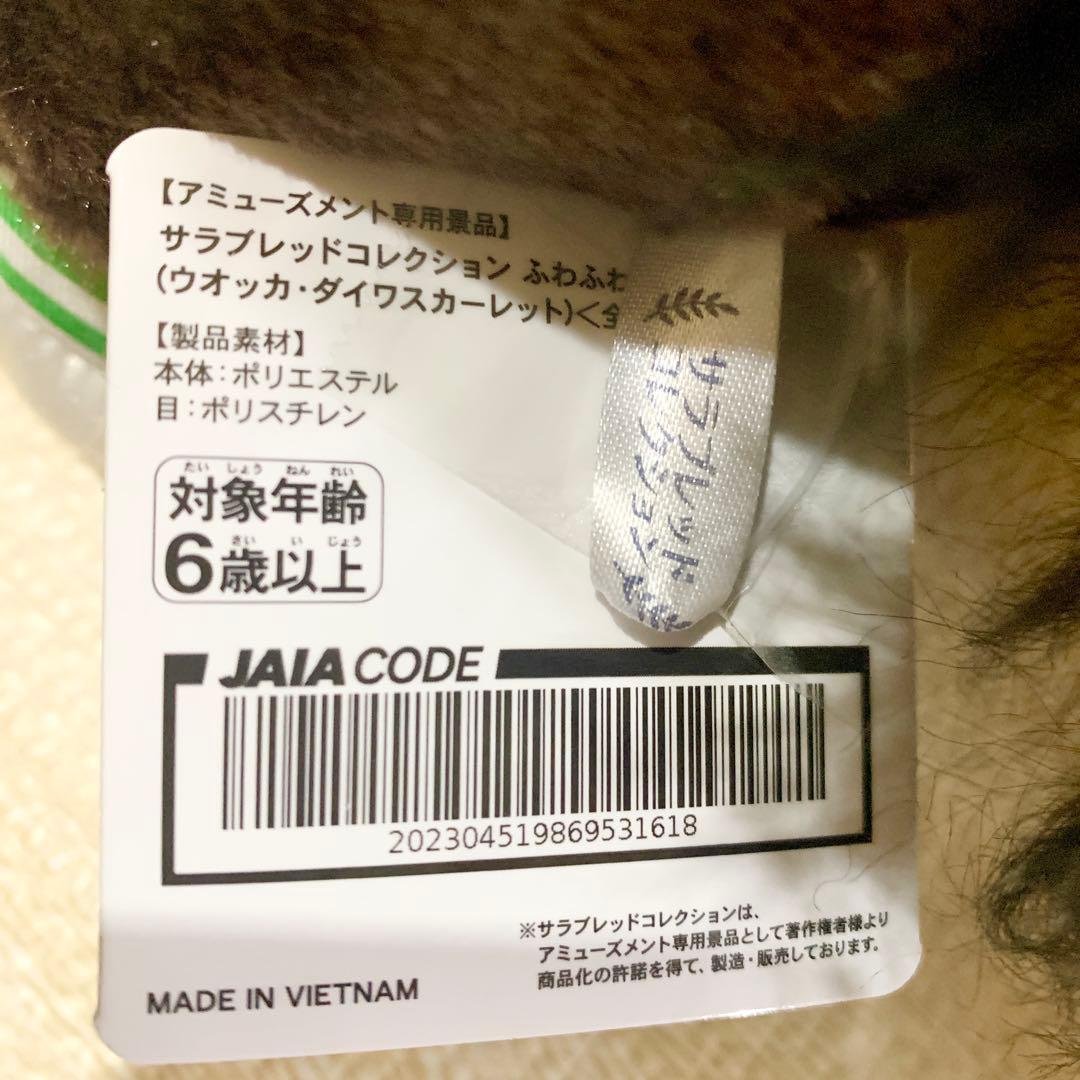 【アミューズメント専用景品】
サラブレッドコレクション ふわふわ
(ウオッカ・ダイワスカーレット)<全
【製品素材】
本体：ポリエステル
目：ポリスチレン
たい しょう ねん れい
対象年齢
さい い じょう
6歳以上
サラブレッド
コレクション
JAIA CODE
202304519869531618
※サラブレッドコレクションは、
アミューズメント専用景品として著作権者様より
商品化の許諾を得て、製造・販売しております。
MADE IN VIETNAM